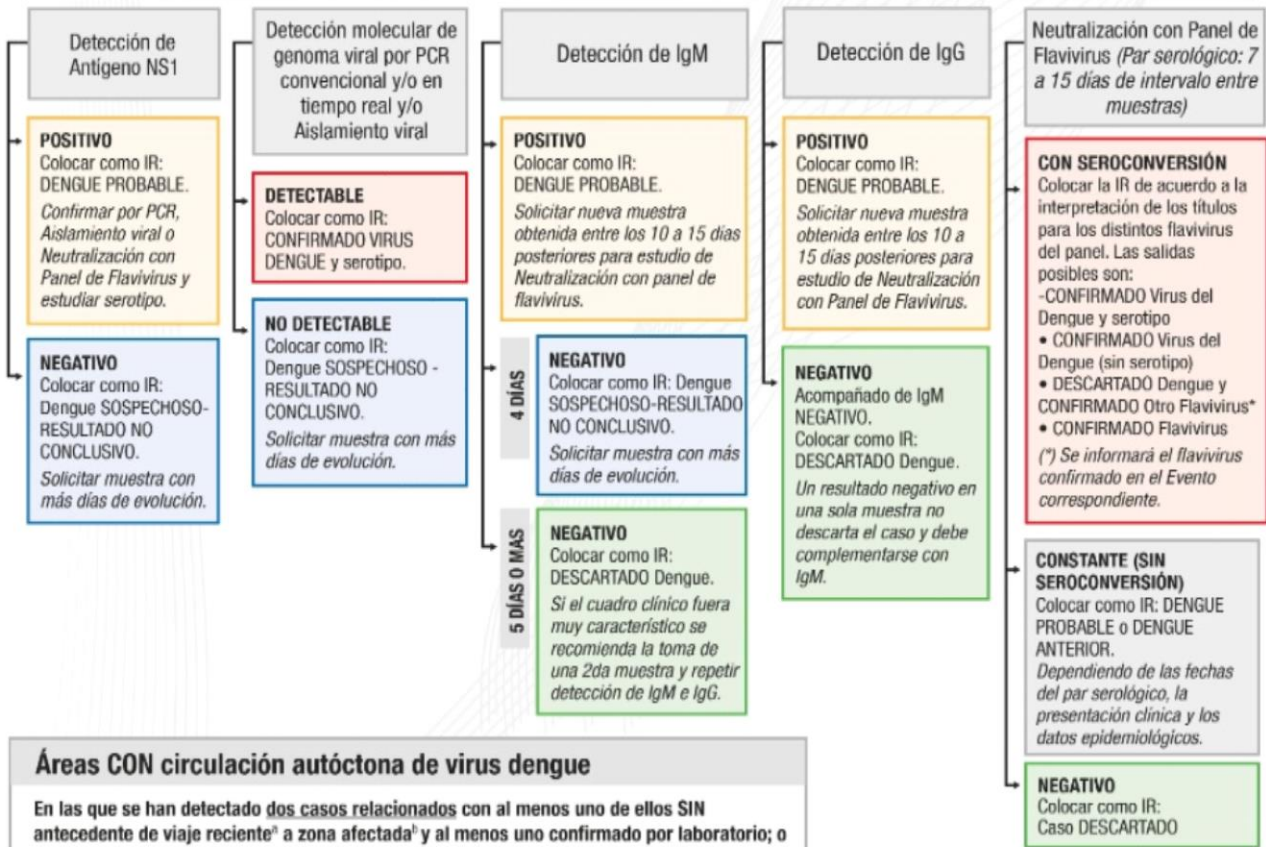 Detección de
Antígeno NS1
POSITIVO
Colocar como IR:
DENGUE PROBABLE.
Confirmar por PCR,
Aislamiento viral o
Neutralización con
Panel de Flavivirus y
estudiar serotipo.
NEGATIVO
Colocar como IR:
Dengue SOSPECHOSO-
RESULTADO NO
CONCLUSIVO.
Solicitar muestra con
más días de evolución.
Detección molecular de
genoma viral por PCR
convencional y/o en
tiempo real y/o
Aislamiento viral
DETECTABLE
Colocar como IR:
CONFIRMADO VIRUS
DENGUE y serotipo.
NO DETECTABLE
Colocar como IR:
Dengue SOSPECHOSO -
RESULTADO NO
CONCLUSIVO.
Solicitar muestra con más
días de evolución.
Detección de IgM
POSITIVO
Colocar como IR:
DENGUE PROBABLE.
Solicitar nueva muestra
obtenida entre los 10 a 15 días
posteriores para estudio de
Neutralización con panel de
flavivirus.
4 DÍAS
NEGATIVO
Colocar como IR: Dengue
SOSPECHOSO-RESULTADO
NO CONCLUSIVO.
Solicitar muestra con más
días de evolución.
5 DÍAS O MAS
NEGATIVO
Colocar como IR:
DESCARTADO Dengue.
Si el cuadro clínico fuera
muy característico se
recomienda la toma de
una 2da muestra y repetir
detección de IgM e IgG.
Detección de IgG
POSITIVO
Colocar como IR:
DENGUE PROBABLE.
Solicitar nueva muestra
obtenida entre los 10 a
15 días posteriores para
estudio de Neutralización
con Panel de Flavivirus.
NEGATIVO
Acompañado de IgM
NEGATIVO.
Colocar como IR:
DESCARTADO Dengue.
Un resultado negativo en
una sola muestra no
descarta el caso y debe
complementarse con
IgM.
Neutralización con Panel de
Flavivirus (Par serológico: 7
a 15 días de intervalo entre
muestras)
CON SEROCONVERSIÓN
Colocar la IR de acuerdo a la
interpretación de los títulos
para los distintos flavivirus
del panel. Las salidas
posibles son:
-CONFIRMADO Virus del
Dengue y serotipo
• CONFIRMADO Virus del
Dengue (sin serotipo)
• DESCARTADO Dengue y
CONFIRMADO Otro Flavivirus*
• CONFIRMADO Flavivirus
(*) Se informará el flavivirus
confirmado en el Evento
correspondiente.
CONSTANTE (SIN
SEROCONVERSIÓN)
Colocar como IR: DENGUE
PROBABLE o DENGUE
ANTERIOR.
Dependiendo de las fechas
del par serológico, la
presentación clínica y los
datos epidemiológicos.
NEGATIVO
Colocar como IR:
Caso DESCARTADO
Áreas CON circulación autóctona de virus dengue
En las que se han detectado dos casos relacionados con al menos uno de ellos SIN
antecedente de viaje recienteª a zona afectadaᵇ y al menos uno confirmado por laboratorio; o